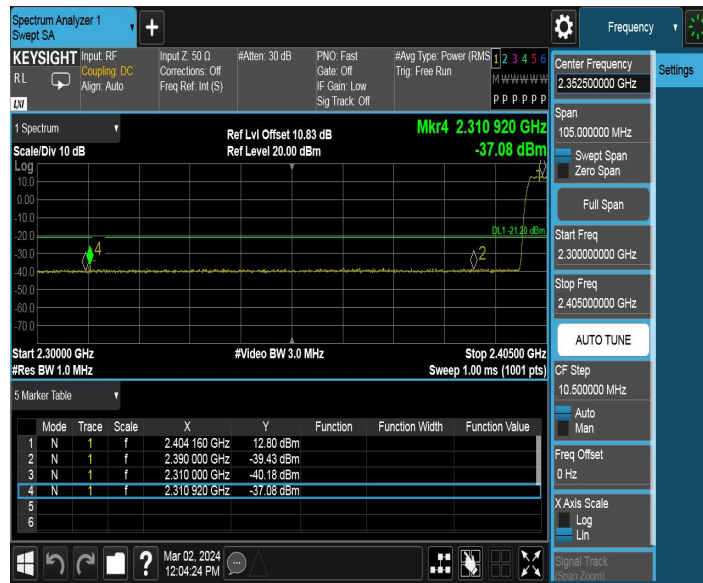 Spectrum Analyzer 1
Swept SA
+
Frequency
KEYSIGHT
RL
LXI
Input: RF
Coupling: DC
Align: Auto
Input Z: 50 Ω
Corrections: Off
Freq Ref: Int (S)
#Atten: 30 dB
PNO: Fast
Gate: Off
IF Gain: Low
Sig Track: Off
#Avg Type: Power (RMS
Trig: Free Run
1 2 3 4 5 6
M W W W W W
P P P P P P
Center Frequency
2.352500000 GHz
Settings
Span
105.000000 MHz
Swept Span
Zero Span
Full Span
Start Freq
2.300000000 GHz
Stop Freq
2.405000000 GHz
AUTO TUNE
CF Step
10.500000 MHz
Auto
Man
Freq Offset
0 Hz
X Axis Scale
Log
Lin
Signal Track
(Span Zoom)
1 Spectrum
Scale/Div 10 dB
Ref Lvl Offset 10.83 dB
Ref Level 20.00 dBm
Mkr4 2.310 920 GHz
-37.08 dBm
Log
10.0
0.00
-10.0
-20.0
-30.0
-40.0
-50.0
-60.0
-70.0
DL1 -21.20 dBm
4
2
Start 2.30000 GHz
#Res BW 1.0 MHz
#Video BW 3.0 MHz
Stop 2.40500 GHz
Sweep 1.00 ms (1001 pts)
5 Marker Table
Mode Trace Scale X Y Function Function Width Function Value
1 N 1 f 2.404 160 GHz 12.80 dBm
2 N 1 f 2.390 000 GHz -39.43 dBm
3 N 1 f 2.310 000 GHz -40.18 dBm
4 N 1 f 2.310 920 GHz -37.08 dBm
5
6
?
Mar 02, 2024
12:04:24 PM